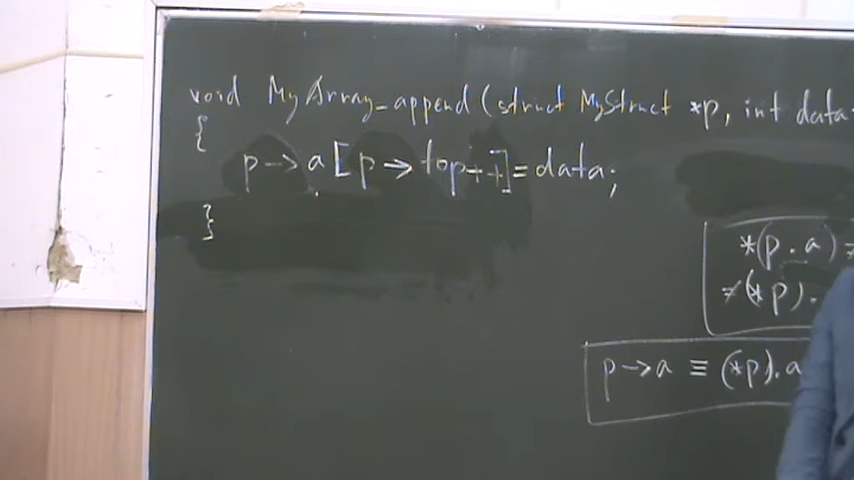 void MyArray_append(struct MyStruct *p, int data
{
p->a[p->top++]=data;
}
*(p.a) =
≠(*p).
p->a ≡ (*p).a